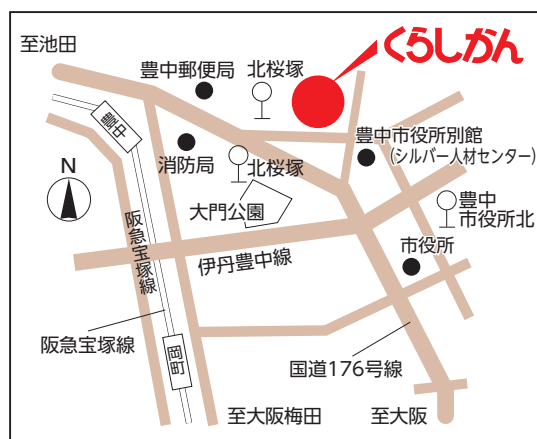 至池田
くらしかん
豊中郵便局
北桜塚
豊中
消防局
北桜塚
豊中市役所別館
(シルバー人材センター)
N
大門公園
豊中
市役所北
阪急宝塚線
伊丹豊中線
市役所
阪急宝塚線
岡町
国道176号線
至大阪梅田
至大阪